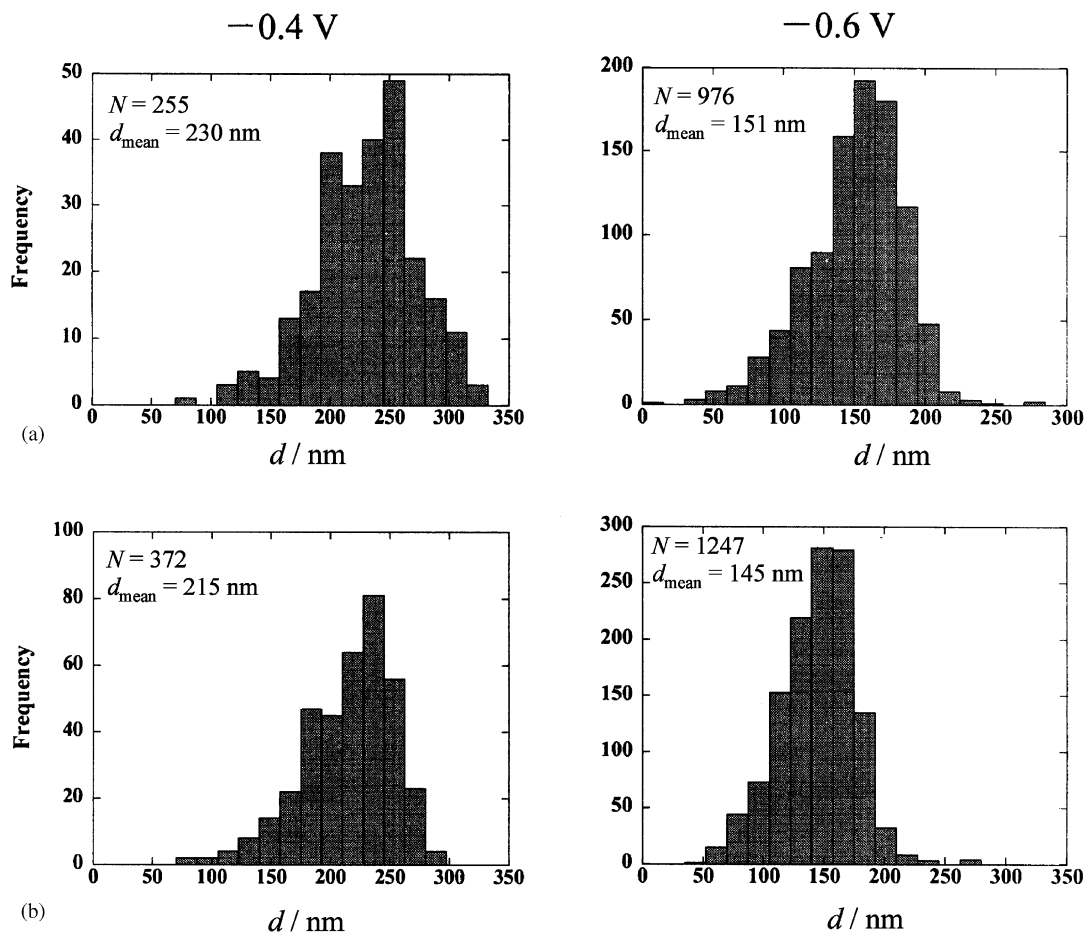 −0.4 V
−0.6 V
N = 255
d mean = 230 nm
Frequency
50
40
30
20
10
0
0 50 100 150 200 250 300 350
d / nm
N = 976
d mean = 151 nm
200
150
100
50
0
0 50 100 150 200 250 300
d / nm
(a)
N = 372
d mean = 215 nm
Frequency
100
80
60
40
20
0
0 50 100 150 200 250 300 350
d / nm
N = 1247
d mean = 145 nm
300
250
200
150
100
50
0
0 50 100 150 200 250 300 350
d / nm
(b)